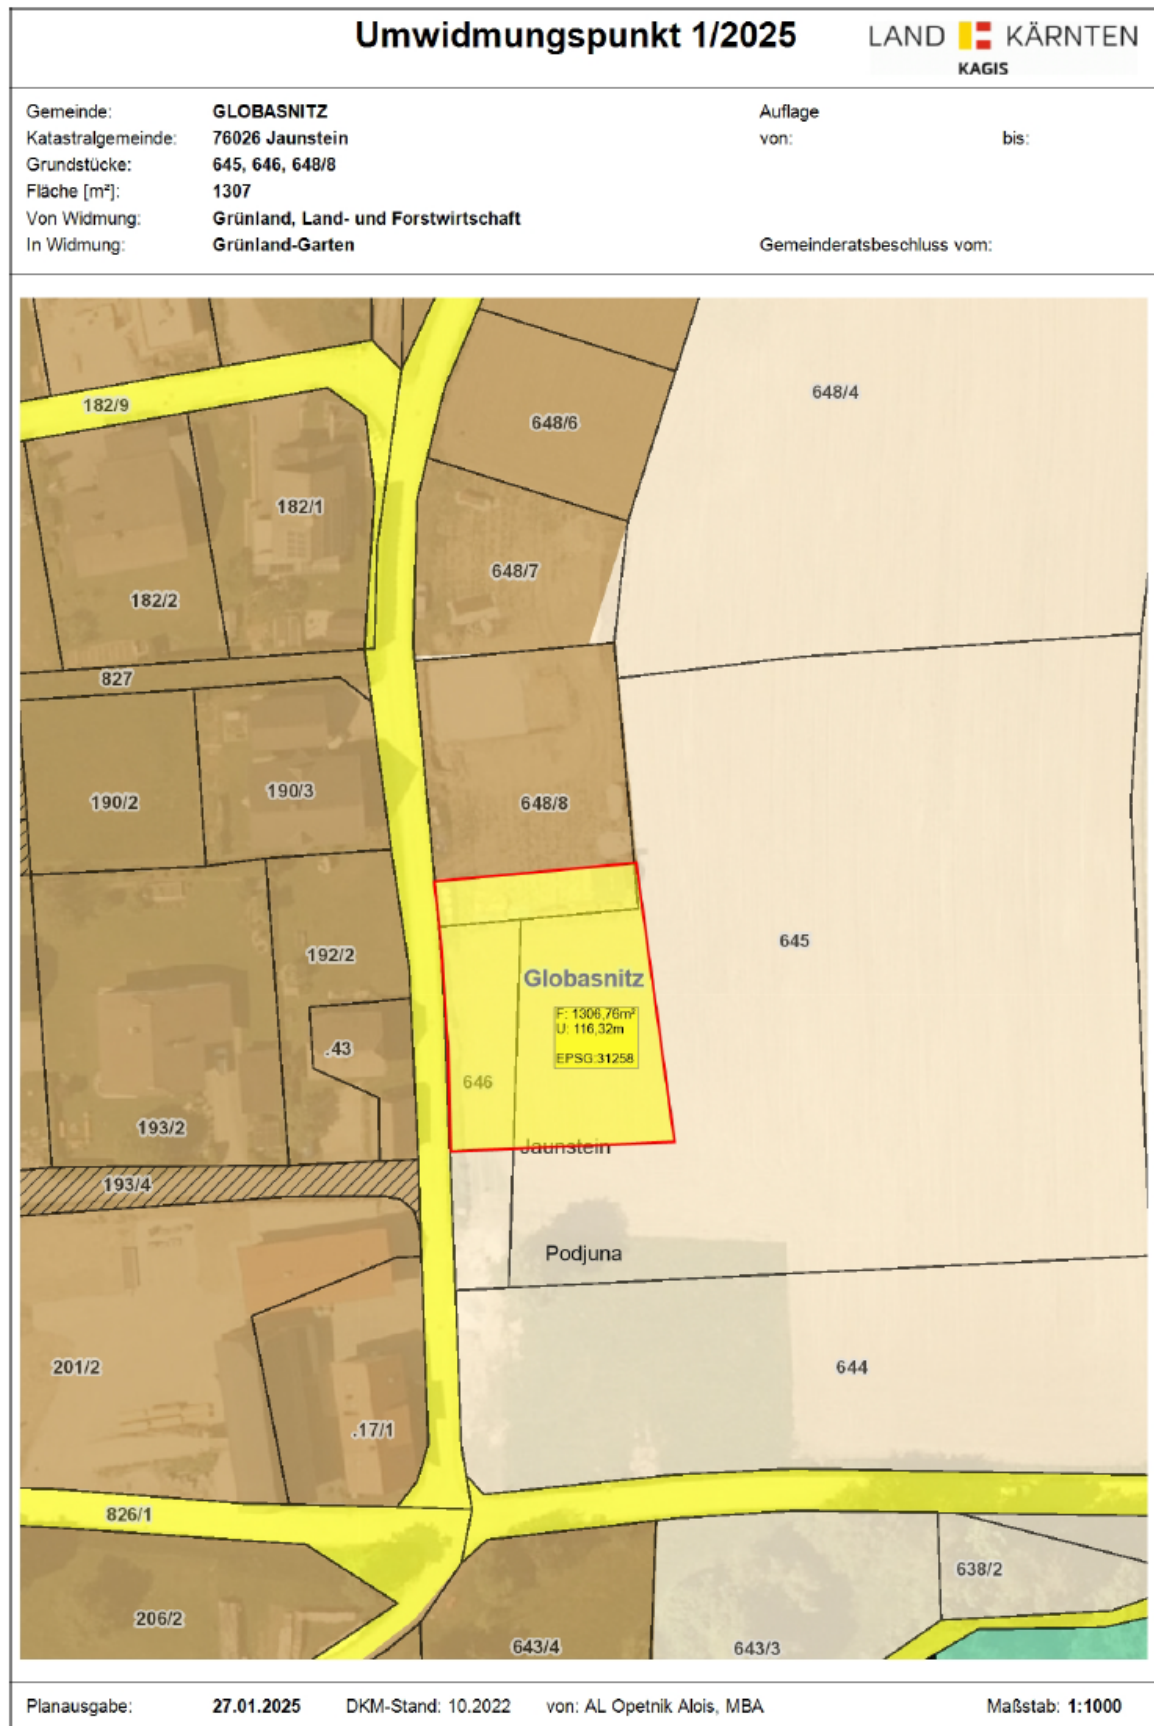 Umwidmungspunkt 1/2025
LAND KÄRNTEN
KAGIS
Gemeinde: GLOBASNITZ
Auflage
Katastralgemeinde: 76026 Jaunstein
von: bis:
Grundstücke: 645, 646, 648/8
Fläche [m²]: 1307
Von Widmung: Grünland, Land- und Forstwirtschaft
In Widmung: Grünland-Garten
Gemeinderatsbeschluss vom:
648/4
182/9
648/6
182/1
648/7
182/2
827
190/3
190/2
648/8
645
192/2
Globasnitz
F: 1306,76m²
U: 116,32m
EPSG:31258
.43
646
193/2
Jaunstein
193/4
Podjuna
201/2
644
.17/1
826/1
638/2
206/2
643/4
643/3
Planausgabe: 27.01.2025 DKM-Stand: 10.2022 von: AL Opetnik Alois, MBA Maßstab: 1:1000